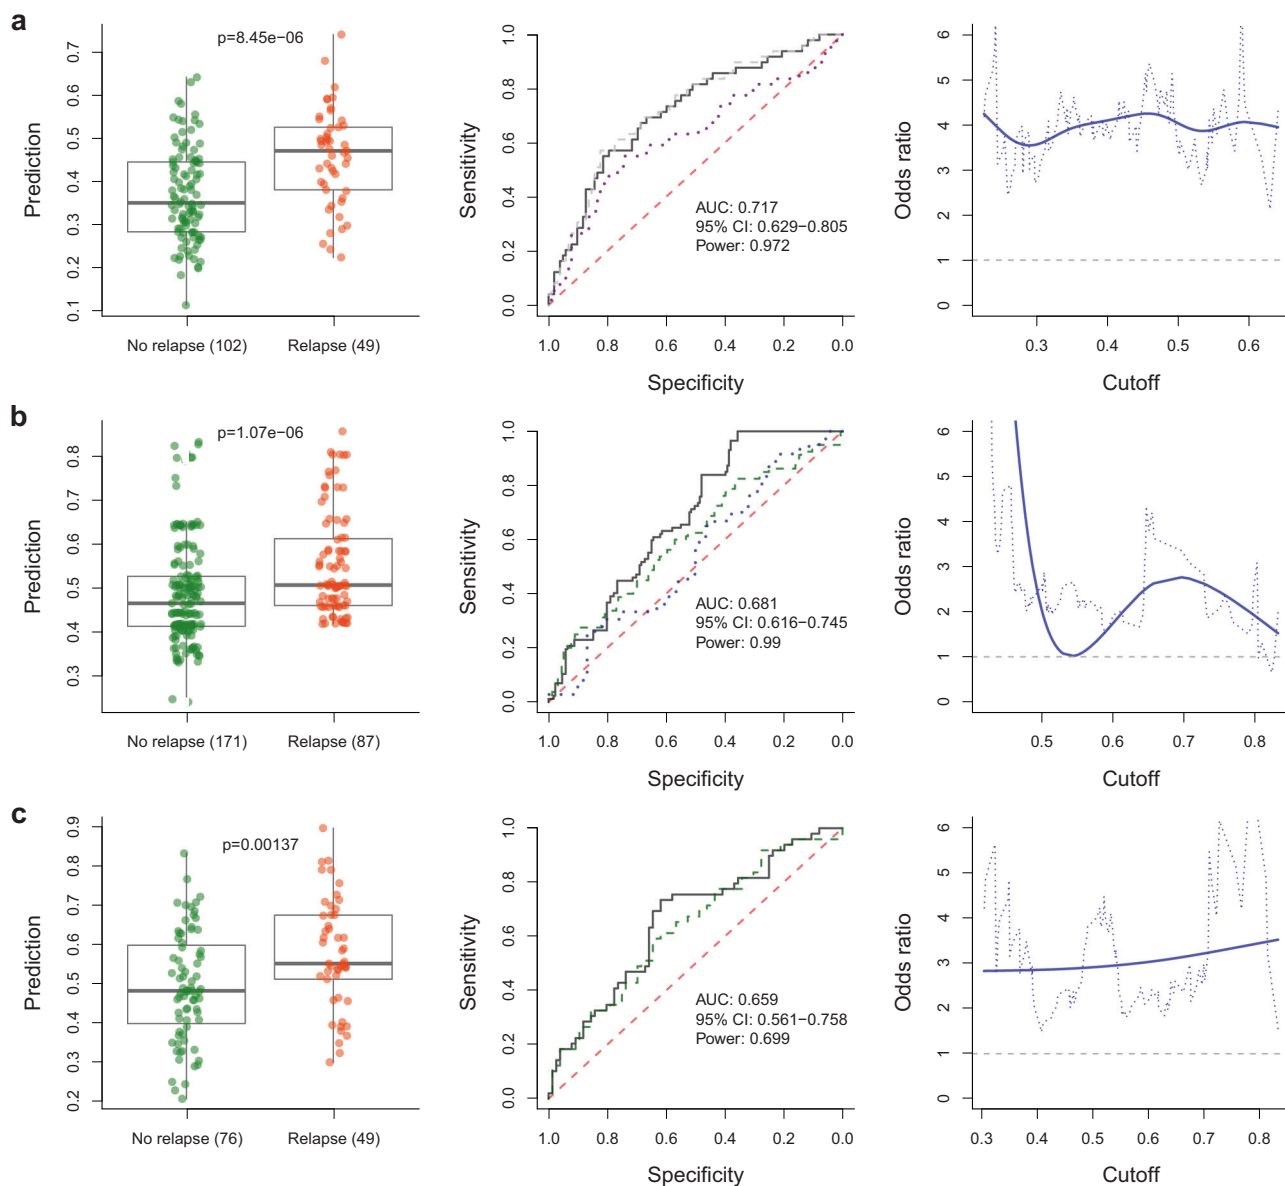 a
p=8.45e−06
Prediction
0.7
0.6
0.5
0.4
0.3
0.2
0.1
No relapse (102)
Relapse (49)
Sensitivity
1.0
0.8
0.6
0.4
0.2
0.0
AUC: 0.717
95% CI: 0.629−0.805
Power: 0.972
1.0 0.8 0.6 0.4 0.2 0.0
Specificity
Odds ratio
6
5
4
3
2
1
0
0.3 0.4 0.5 0.6
Cutoff
b
p=1.07e−06
Prediction
0.8
0.7
0.6
0.5
0.4
0.3
No relapse (171)
Relapse (87)
Sensitivity
1.0
0.8
0.6
0.4
0.2
0.0
AUC: 0.681
95% CI: 0.616−0.745
Power: 0.99
1.0 0.8 0.6 0.4 0.2 0.0
Specificity
Odds ratio
6
5
4
3
2
1
0
0.5 0.6 0.7 0.8
Cutoff
c
p=0.00137
Prediction
0.9
0.8
0.7
0.6
0.5
0.4
0.3
0.2
No relapse (76)
Relapse (49)
Sensitivity
1.0
0.8
0.6
0.4
0.2
0.0
AUC: 0.659
95% CI: 0.561−0.758
Power: 0.699
1.0 0.8 0.6 0.4 0.2 0.0
Specificity
Odds ratio
6
5
4
3
2
1
0
0.3 0.4 0.5 0.6 0.7 0.8
Cutoff